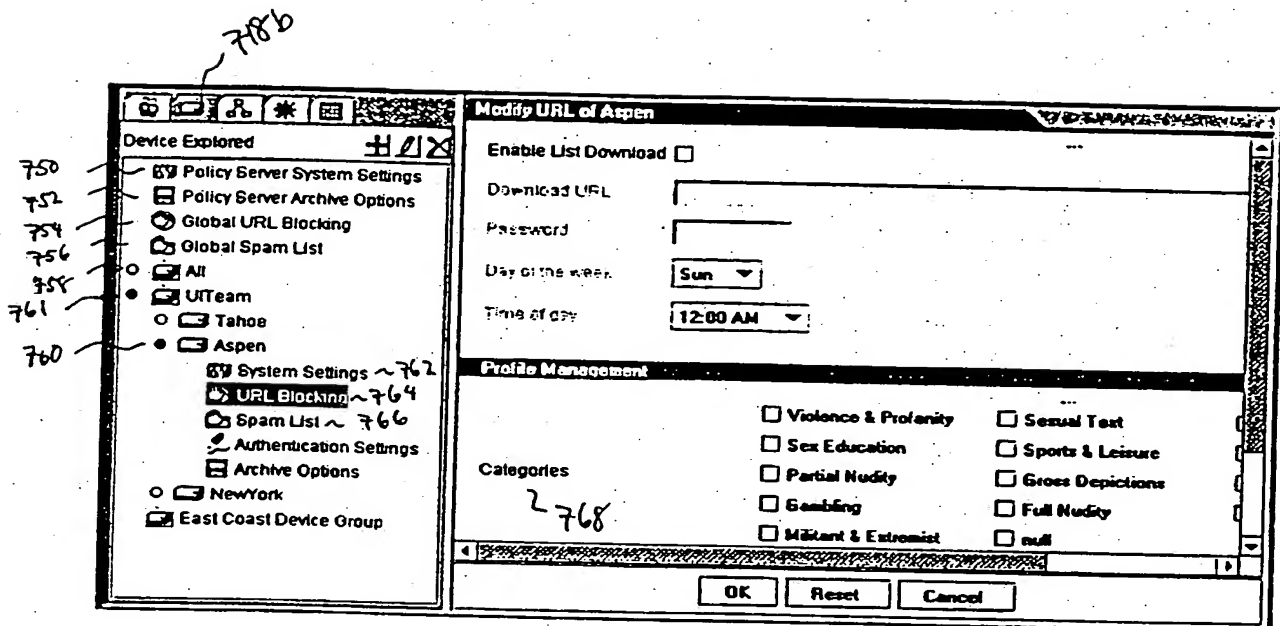 718b
Modify URL of Aspen
Device Explored
Enable List Download
750
Policy Server System Settings
752
Policy Server Archive Options
Download URL
754
Global URL Blocking
Password
756
Global Spam List
758
All
Day of the week
Sun
761
UITeam
Tahoe
Time of day
12:00 AM
760
Aspen
System Settings ~ 762
Profile Management
URL Blocking ~ 764
Spam List ~ 766
Violence & Profanity
Sexual Text
Authentication Settings
Sex Education
Sports & Leisure
Archive Options
Categories
Partial Nudity
Gross Depictions
NewYork
768
Gambling
Full Nudity
East Coast Device Group
Militant & Extremist
null
OK
Reset
Cancel